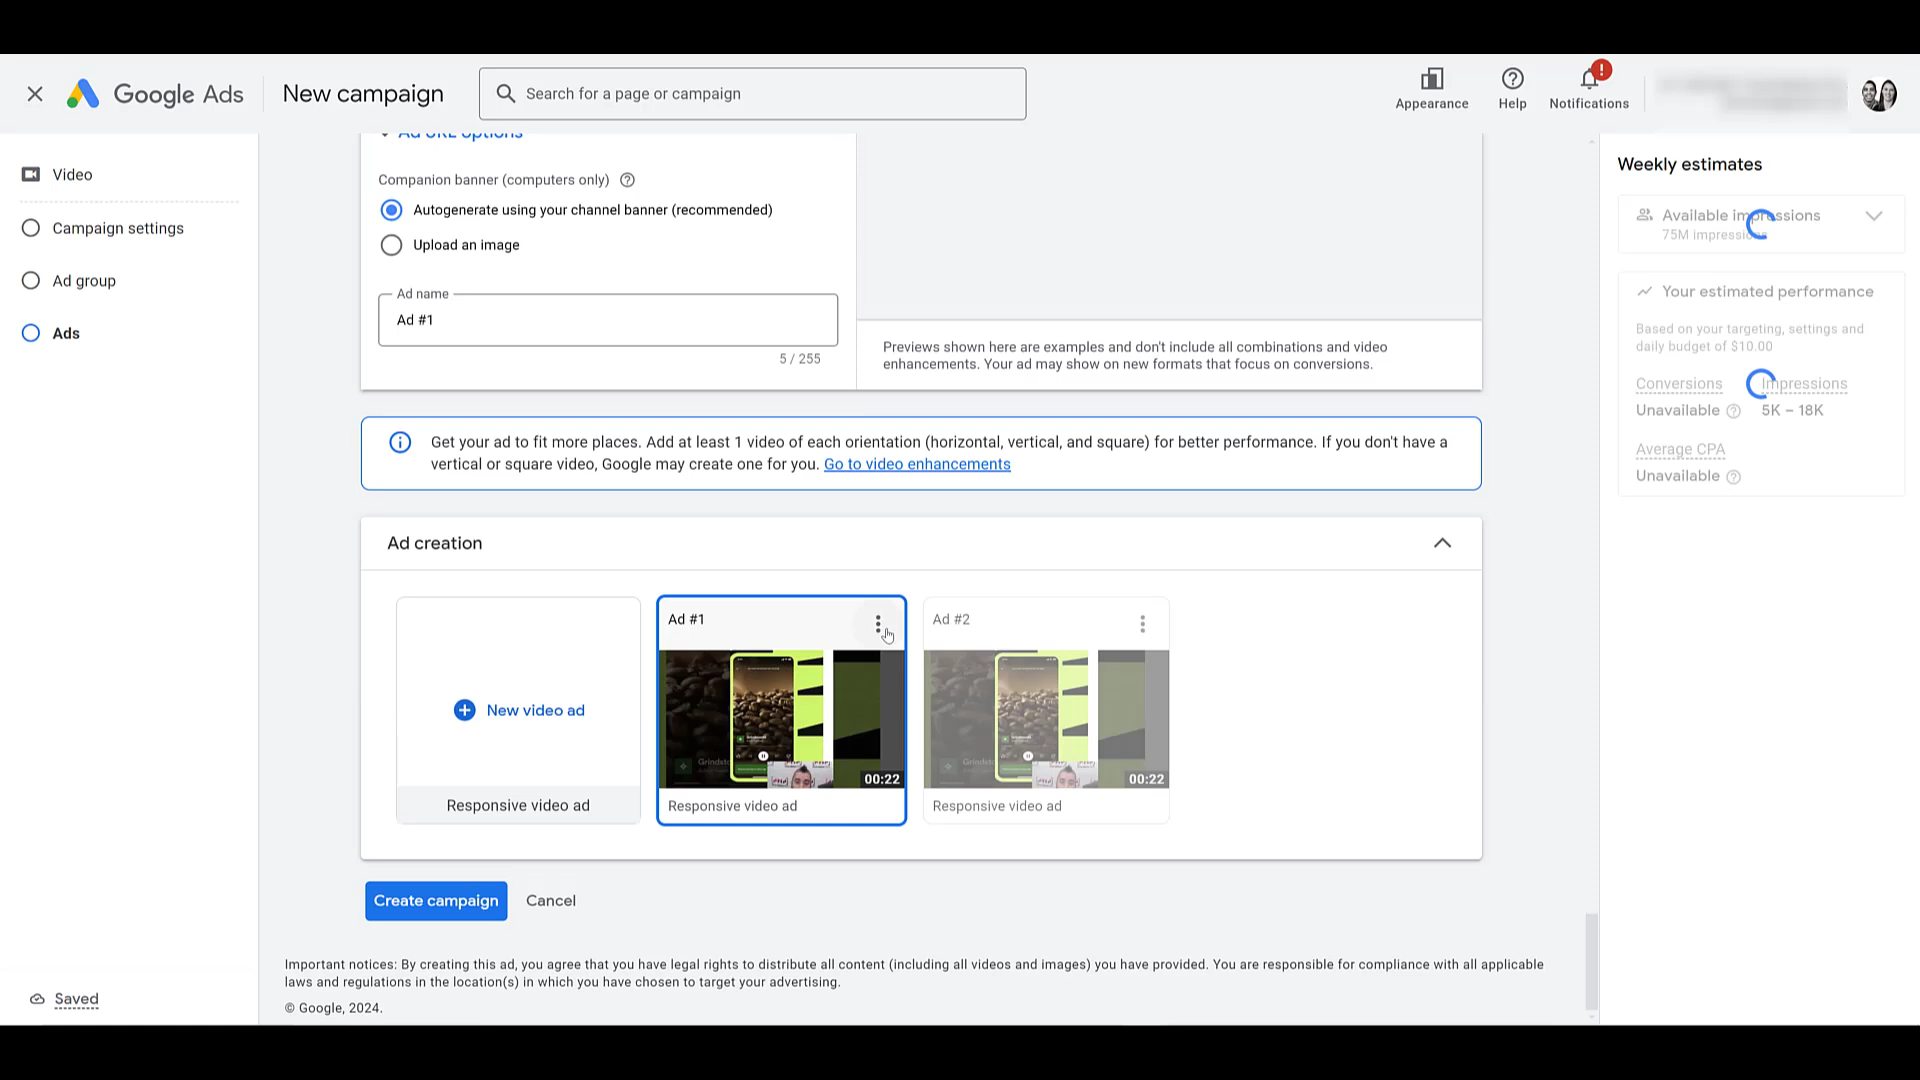 Google Ads
New campaign
Search for a page or campaign
Appearance
Help
Notifications
Video
Campaign settings
Ad group
Ads
Saved
Ad URL options
Companion banner (computers only)
Autogenerate using your channel banner (recommended)
Upload an image
Ad name
Ad #1
5 / 255
Previews shown here are examples and don't include all combinations and video
enhancements. Your ad may show on new formats that focus on conversions.
Get your ad to fit more places. Add at least 1 video of each orientation (horizontal, vertical, and square) for better performance. If you don't have a
vertical or square video, Google may create one for you. Go to video enhancements
Ad creation
New video ad
Responsive video ad
Ad #1
00:22
Responsive video ad
Ad #2
00:22
Responsive video ad
Create campaign
Cancel
Important notices: By creating this ad, you agree that you have legal rights to distribute all content (including all videos and images) you have provided. You are responsible for compliance with all applicable
laws and regulations in the location(s) in which you have chosen to target your advertising.
© Google, 2024.
Weekly estimates
Available impressions
75M impressions
Your estimated performance
Based on your targeting, settings and
daily budget of $10.00
Conversions
Impressions
Unavailable
5K – 18K
Average CPA
Unavailable